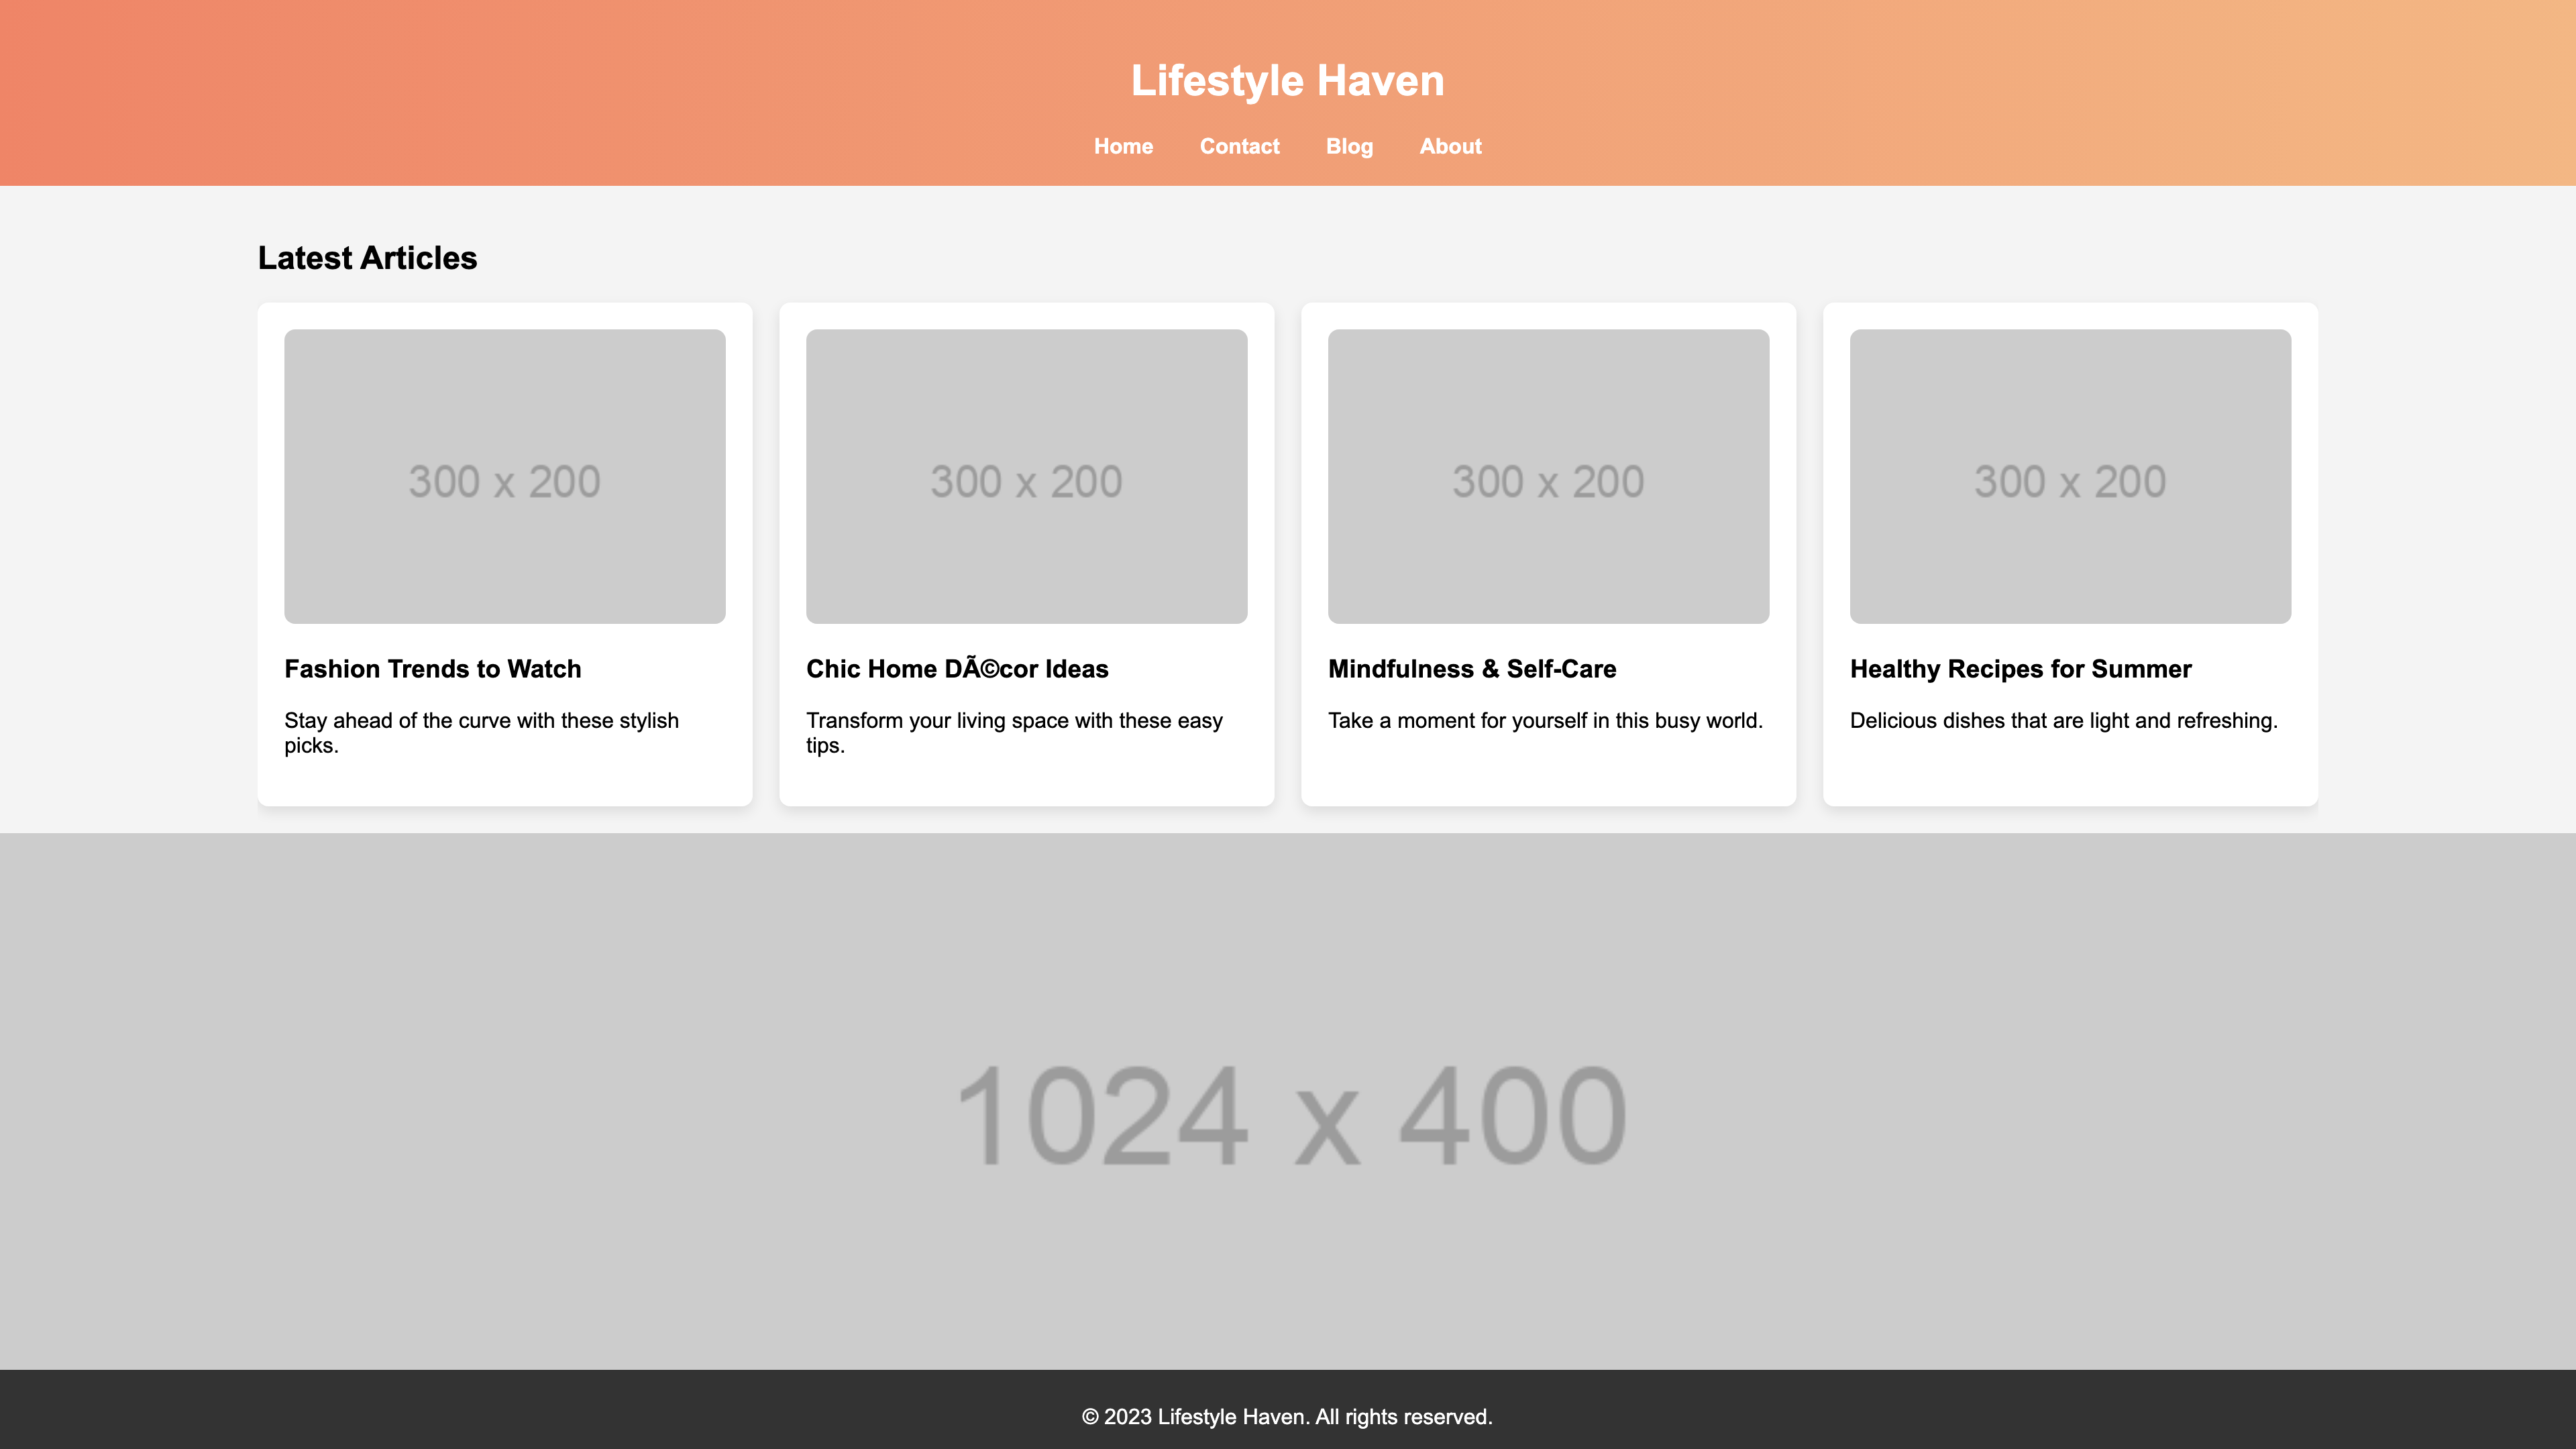 Lifestyle Haven
Home Contact Blog About
Latest Articles
300 x 200
300 x 200
300 x 200
300 x 200
Fashion Trends to Watch
Stay ahead of the curve with these stylish
picks.
Chic Home DÃ©cor Ideas
Transform your living space with these easy
tips.
Mindfulness & Self-Care
Take a moment for yourself in this busy world.
Healthy Recipes for Summer
Delicious dishes that are light and refreshing.
1024 x 400
© 2023 Lifestyle Haven. All rights reserved.